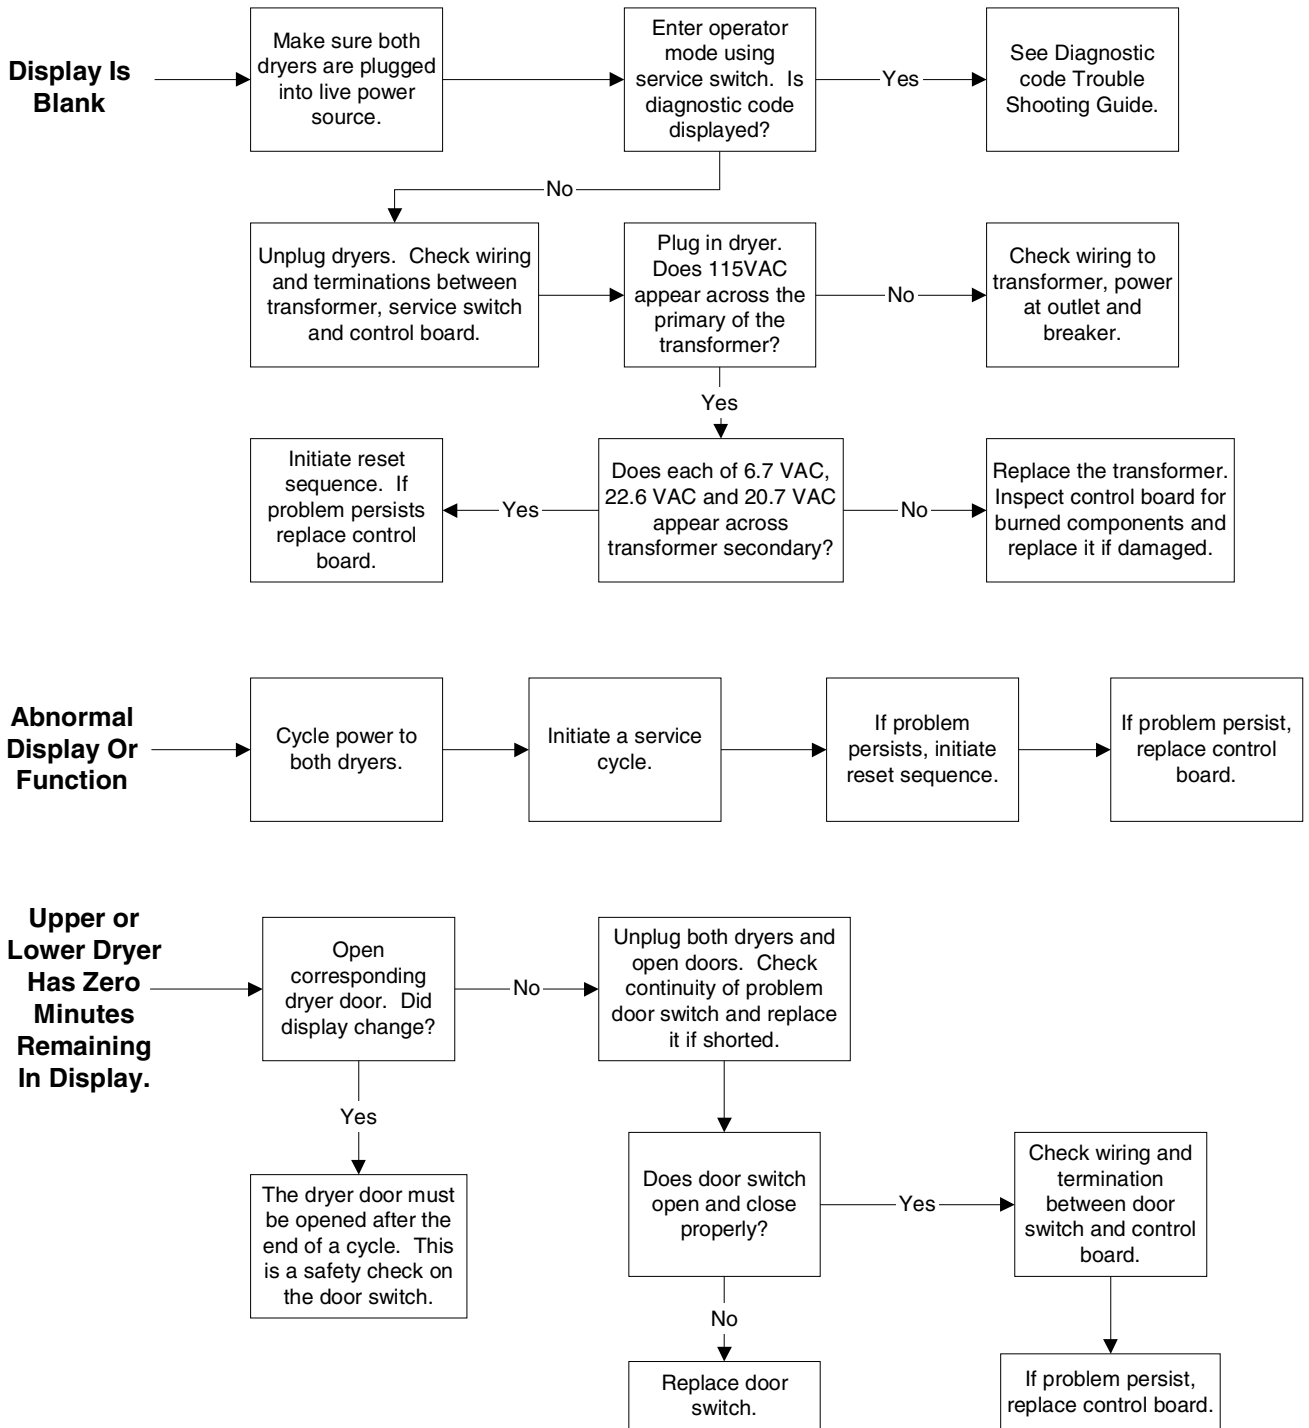 Display Is
Blank
Make sure both
dryers are plugged
into live power
source.
Enter operator
mode using
service switch.  Is
diagnostic code
displayed?
Yes
See Diagnostic
code Trouble
Shooting Guide.
No
Unplug dryers.  Check wiring
and terminations between
transformer, service switch
and control board.
Plug in dryer.
Does 115VAC
appear across the
primary of the
transformer?
No
Check wiring to
transformer, power
at outlet and
breaker.
Yes
Initiate reset
sequence.  If
problem persists
replace control
board.
Yes
Does each of 6.7 VAC,
22.6 VAC and 20.7 VAC
appear across
transformer secondary?
No
Replace the transformer.
Inspect control board for
burned components and
replace it if damaged.
Abnormal
Display Or
Function
Cycle power to
both dryers.
Initiate a service
cycle.
If problem
persists, initiate
reset sequence.
If problem persist,
replace control
board.
Upper or
Lower Dryer
Has Zero
Minutes
Remaining
In Display.
Open
corresponding
dryer door.  Did
display change?
No
Unplug both dryers and
open doors.  Check
continuity of problem
door switch and replace
it if shorted.
Yes
The dryer door must
be opened after the
end of a cycle.  This
is a safety check on
the door switch.
Does door switch
open and close
properly?
Yes
Check wiring and
termination
between door
switch and control
board.
No
Replace door
switch.
If problem persist,
replace control board.